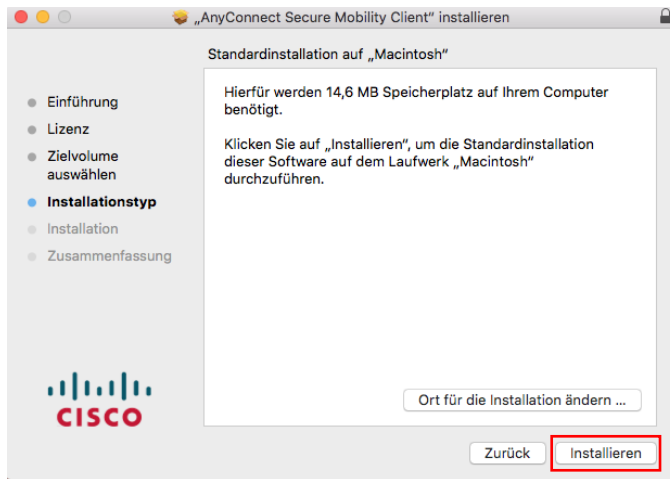 „AnyConnect Secure Mobility Client" installieren
Standardinstallation auf „Macintosh"
Einführung
Lizenz
Zielvolume
auswählen
Installationstyp
Installation
Zusammenfassung
Hierfür werden 14,6 MB Speicherplatz auf Ihrem Computer
benötigt.
Klicken Sie auf „Installieren", um die Standardinstallation
dieser Software auf dem Laufwerk „Macintosh"
durchzuführen.
CISCO
Ort für die Installation ändern ...
Zurück
Installieren